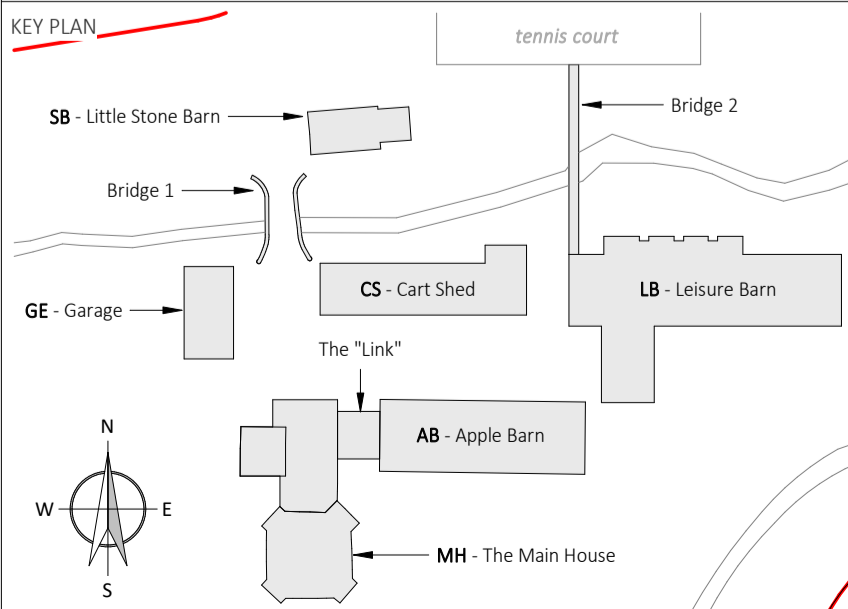 KEY PLAN
tennis court
SB - Little Stone Barn
Bridge 2
Bridge 1
CS - Cart Shed
LB - Leisure Barn
GE - Garage
The "Link"
AB - Apple Barn
N
W
E
S
MH - The Main House